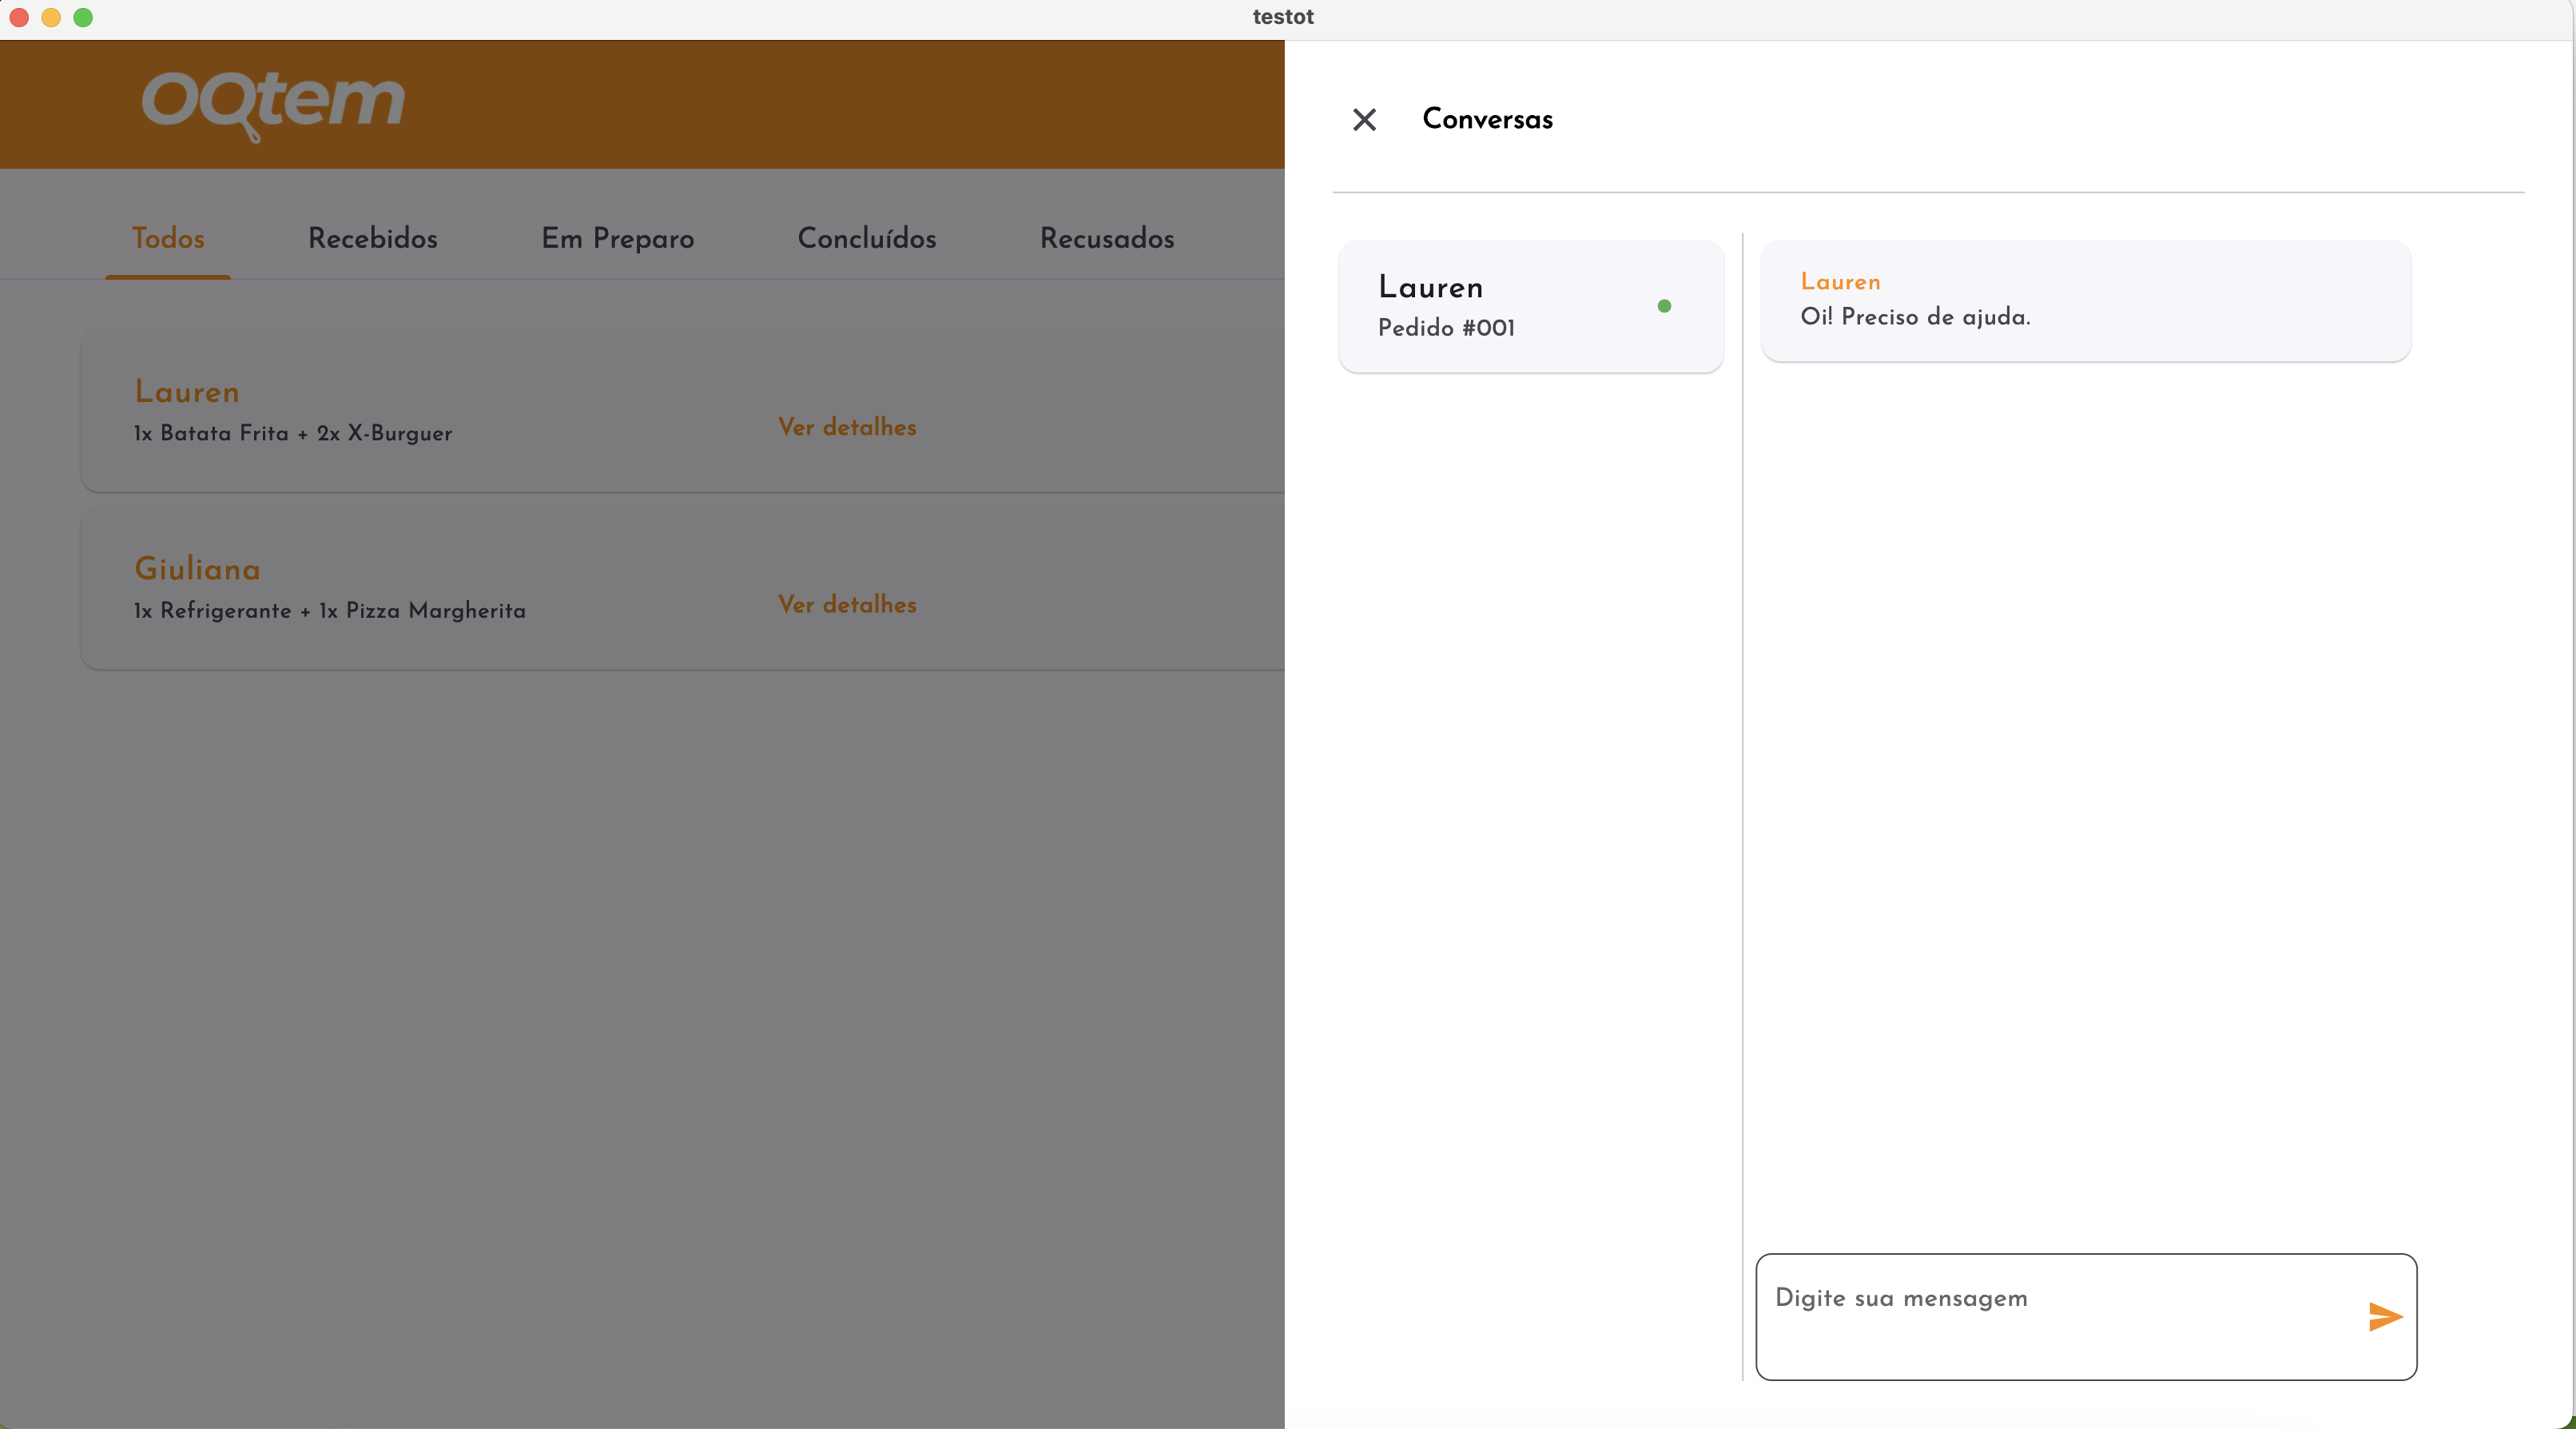 testot
OQtem
Todos
Recebidos
Em Preparo
Concluídos
Recusados
Lauren
1x Batata Frita + 2x X-Burguer
Ver detalhes
Giuliana
1x Refrigerante + 1x Pizza Margherita
Ver detalhes
Conversas
Lauren
Pedido #001
Lauren
Oi! Preciso de ajuda.
Digite sua mensagem